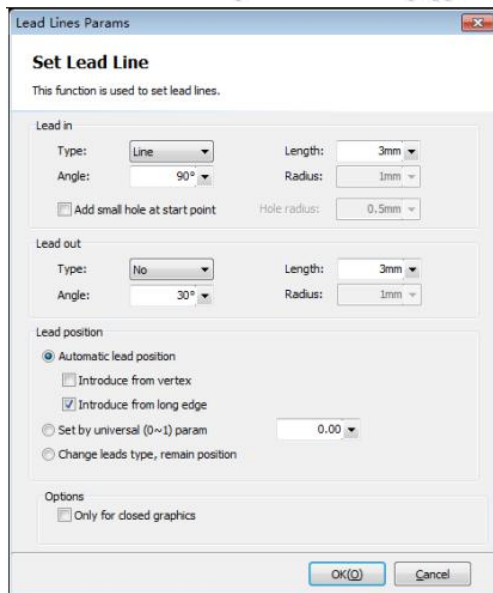 Lead Lines Params
Set Lead Line
This function is used to set lead lines.
Lead in
Type: Line Length: 3mm
Angle: 90° Radius: 1mm
Add small hole at start point Hole radius: 0.5mm
Lead out
Type: No Length: 3mm
Angle: 30° Radius: 1mm
Lead position
Automatic lead position
Introduce from vertex
Introduce from long edge
Set by universal (0~1) param 0.00
Change leads type, remain position
Options
Only for closed graphics
OK(O) Cancel